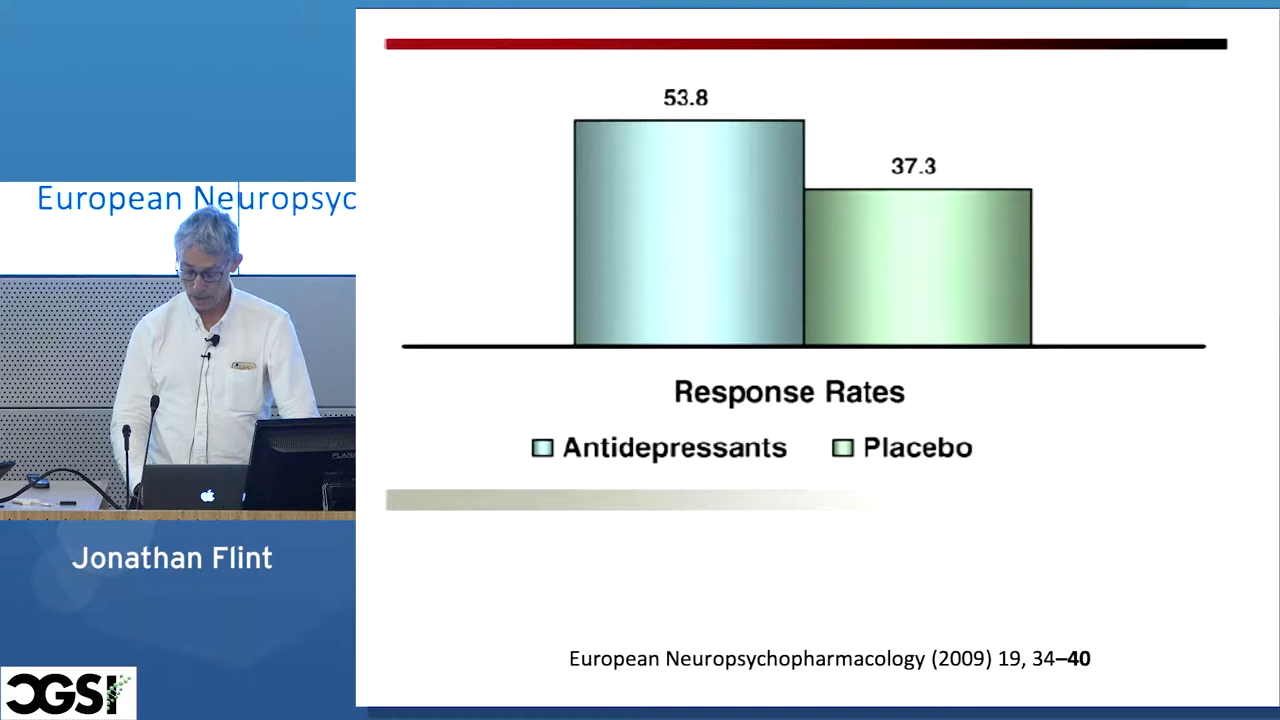 53.8
37.3
Response Rates
Antidepressants
Placebo
European Neuropsychopharmacology (2009) 19, 34–40
European Neuropsyc
Jonathan Flint
CGSI